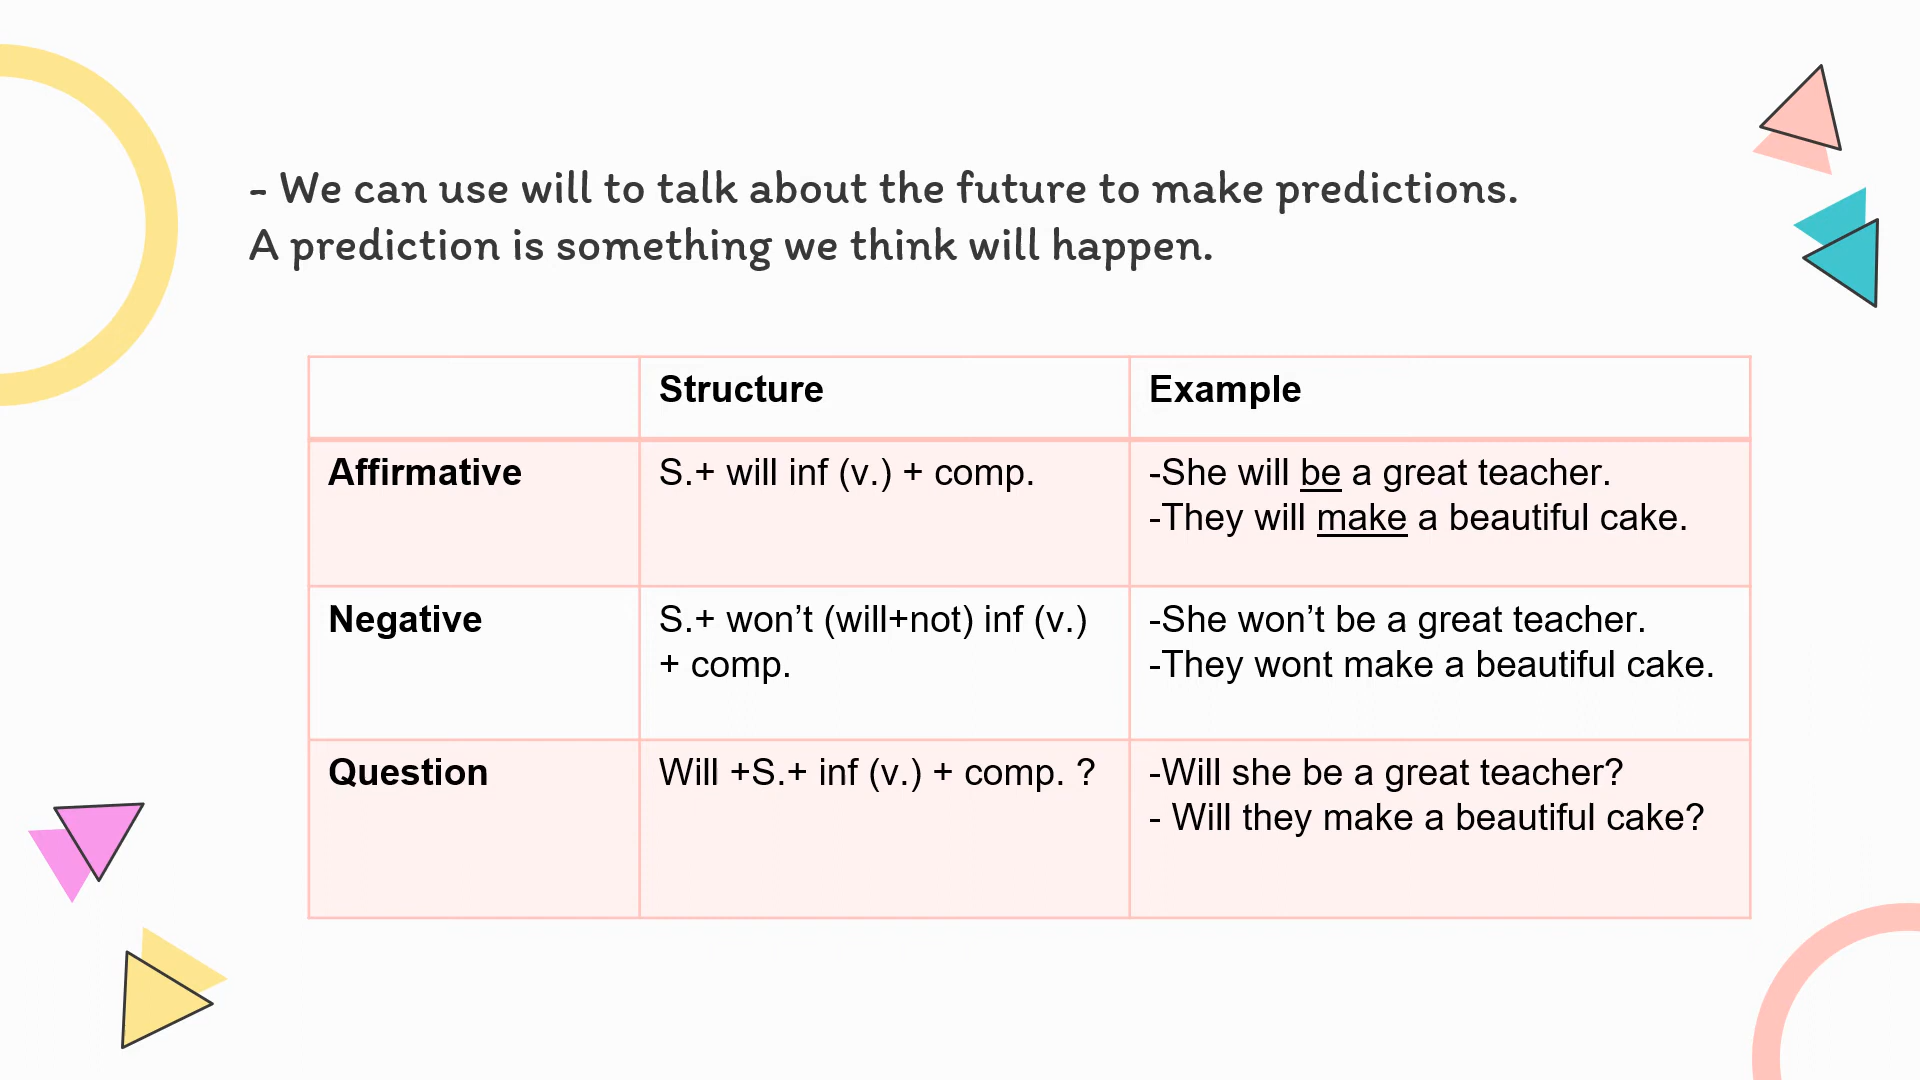 - We can use will to talk about the future to make predictions.
A prediction is something we think will happen.
Structure
Example
Affirmative
S.+ will inf (v.) + comp.
-She will be a great teacher.
-They will make a beautiful cake.
Negative
S.+ won’t (will+not) inf (v.)
+ comp.
-She won’t be a great teacher.
-They wont make a beautiful cake.
Question
Will +S.+ inf (v.) + comp. ?
-Will she be a great teacher?
- Will they make a beautiful cake?